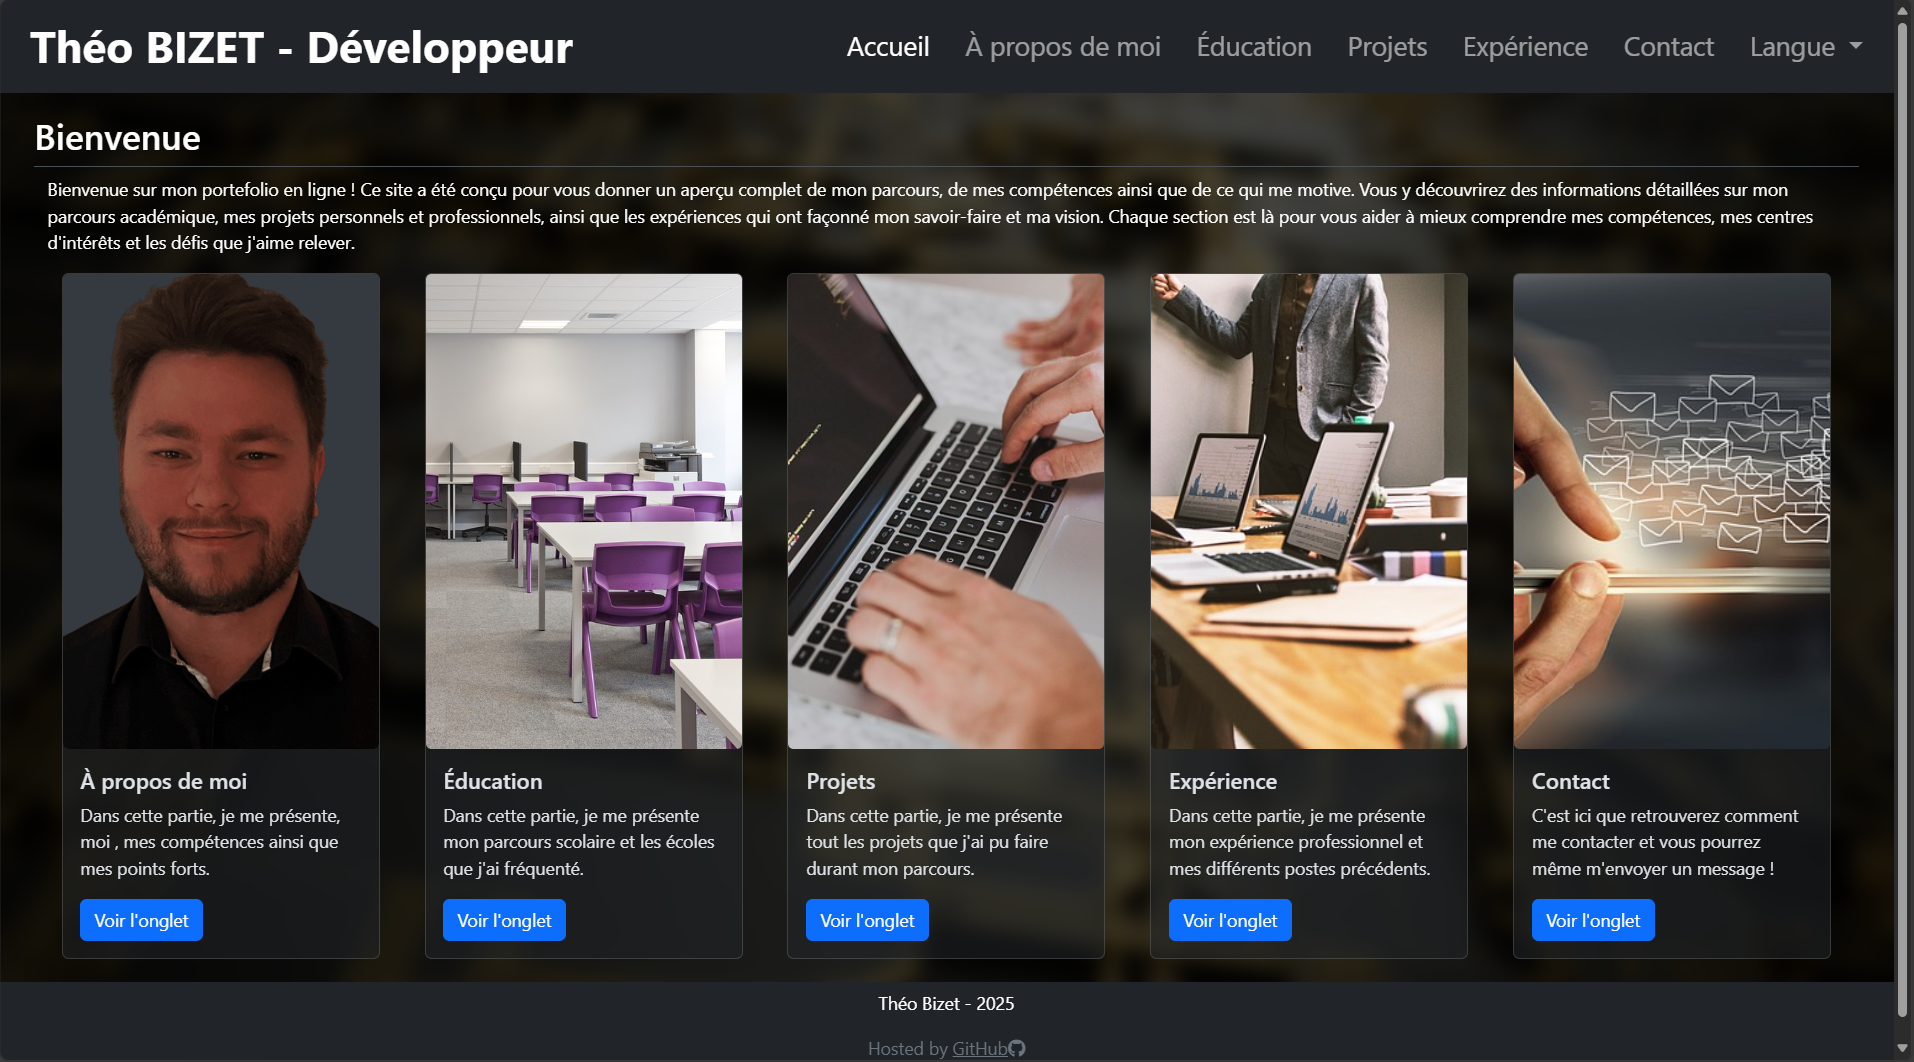 Théo BIZET - Développeur
Accueil
À propos de moi
Éducation
Projets
Expérience
Contact
Langue
Bienvenue
Bienvenue sur mon portefolio en ligne ! Ce site a été conçu pour vous donner un aperçu complet de mon parcours, de mes compétences ainsi que de ce qui me motive. Vous y découvrirez des informations détaillées sur mon
parcours académique, mes projets personnels et professionnels, ainsi que les expériences qui ont façonné mon savoir-faire et ma vision. Chaque section est là pour vous aider à mieux comprendre mes compétences, mes centres
d'intérêts et les défis que j'aime relever.
À propos de moi
Dans cette partie, je me présente,
moi , mes compétences ainsi que
mes points forts.
Voir l'onglet
Éducation
Dans cette partie, je me présente
mon parcours scolaire et les écoles
que j'ai fréquenté.
Voir l'onglet
Projets
Dans cette partie, je me présente
tout les projets que j'ai pu faire
durant mon parcours.
Voir l'onglet
Expérience
Dans cette partie, je me présente
mon expérience professionnel et
mes différents postes précédents.
Voir l'onglet
Contact
C'est ici que retrouverez comment
me contacter et vous pourrez
même m'envoyer un message !
Voir l'onglet
Théo Bizet - 2025
Hosted by GitHub